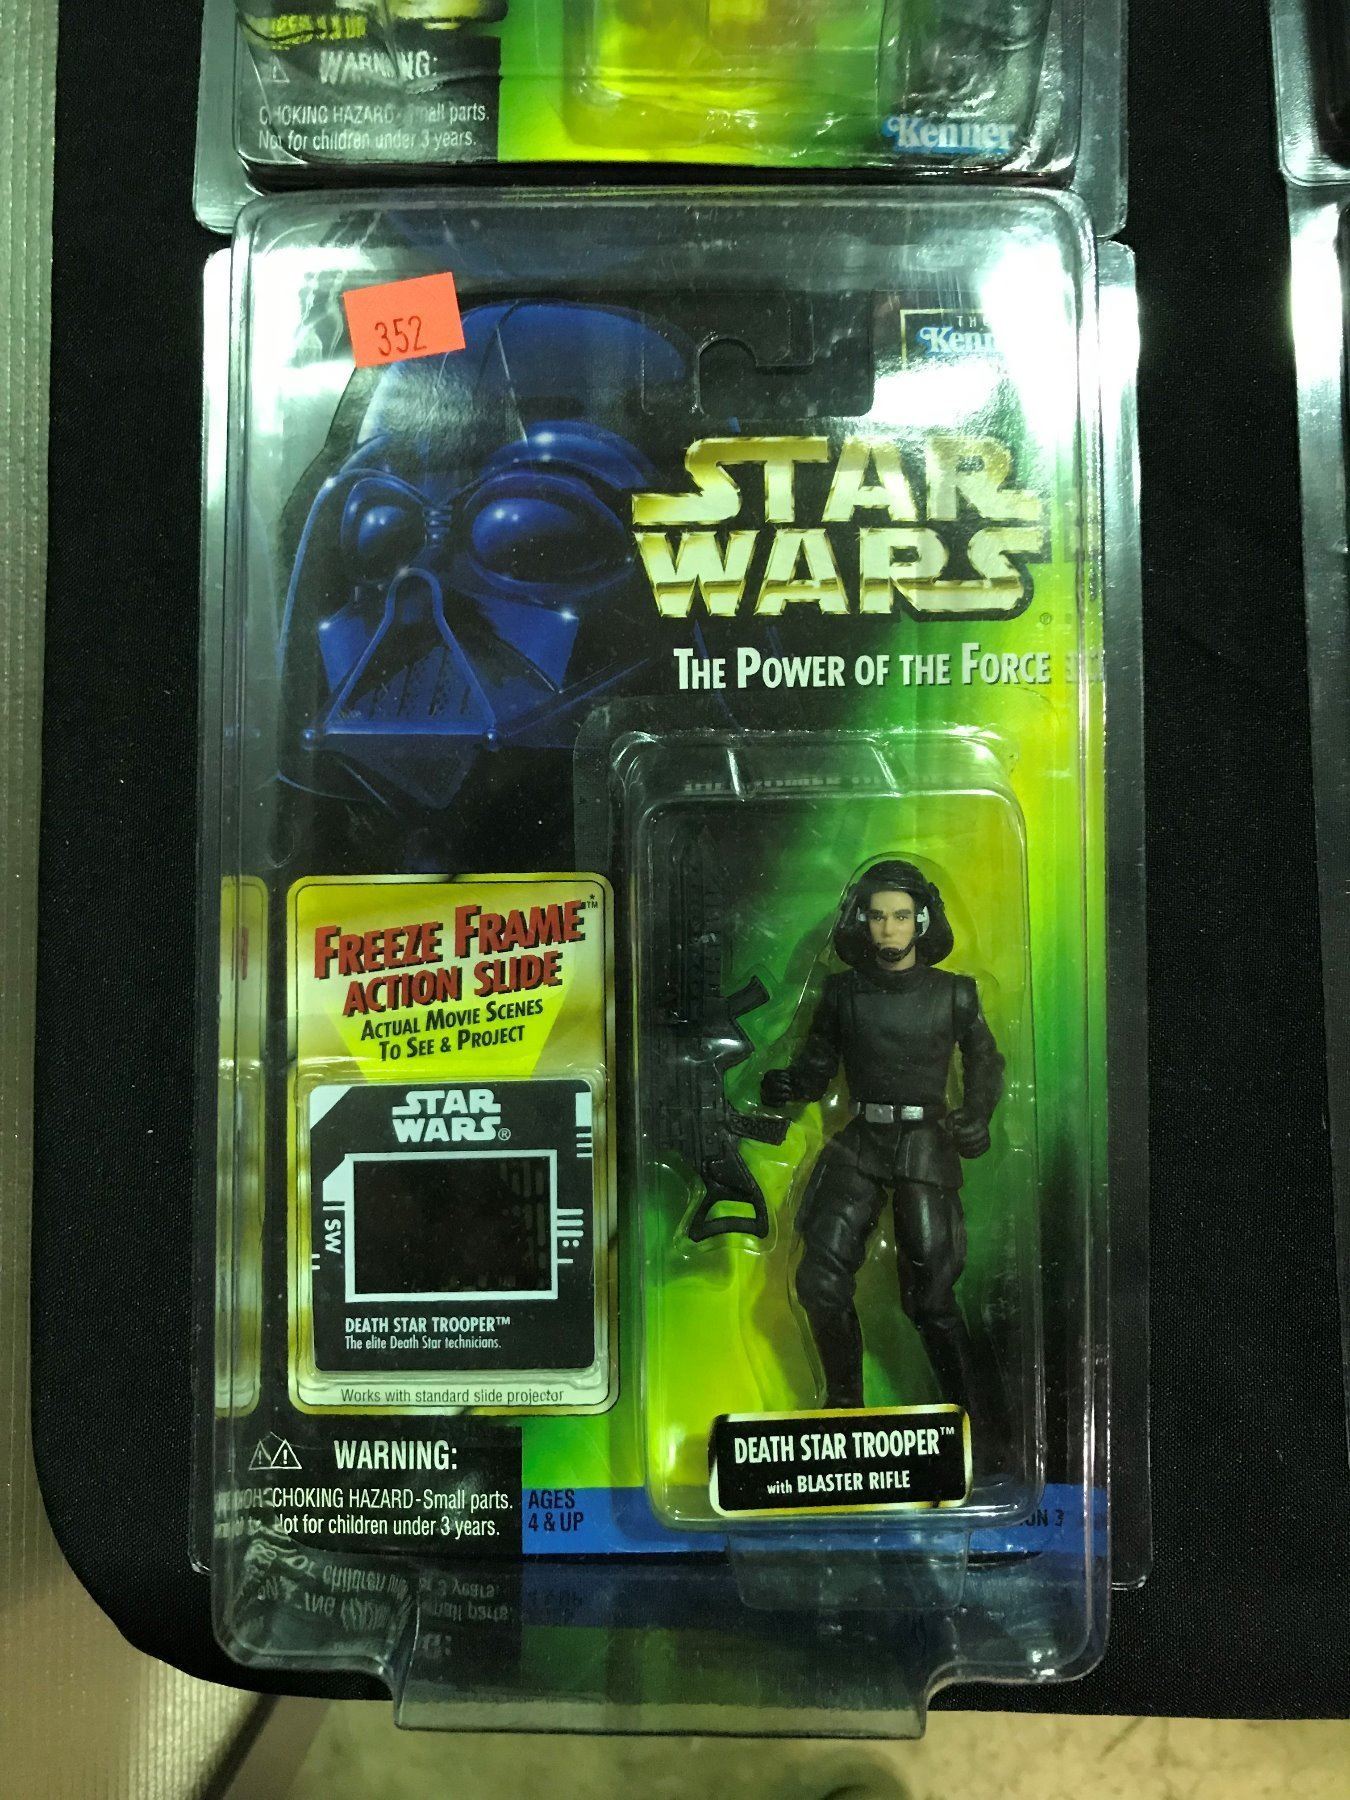 WARNING:
CHOKING HAZARD - Small parts.
Not for children under 3 years.
Kenner
352
STAR
WARS
®
THE POWER OF THE FORCE
FREEZE FRAME™
ACTION SLIDE
ACTUAL MOVIE SCENES
TO SEE & PROJECT
STAR
WARS®
SW
DEATH STAR TROOPER™
The elite Death Star technicians.
Works with standard slide projector
DEATH STAR TROOPER™
with BLASTER RIFLE
WARNING:
CHOKING HAZARD-Small parts.
Not for children under 3 years.
AGES
4 & UP